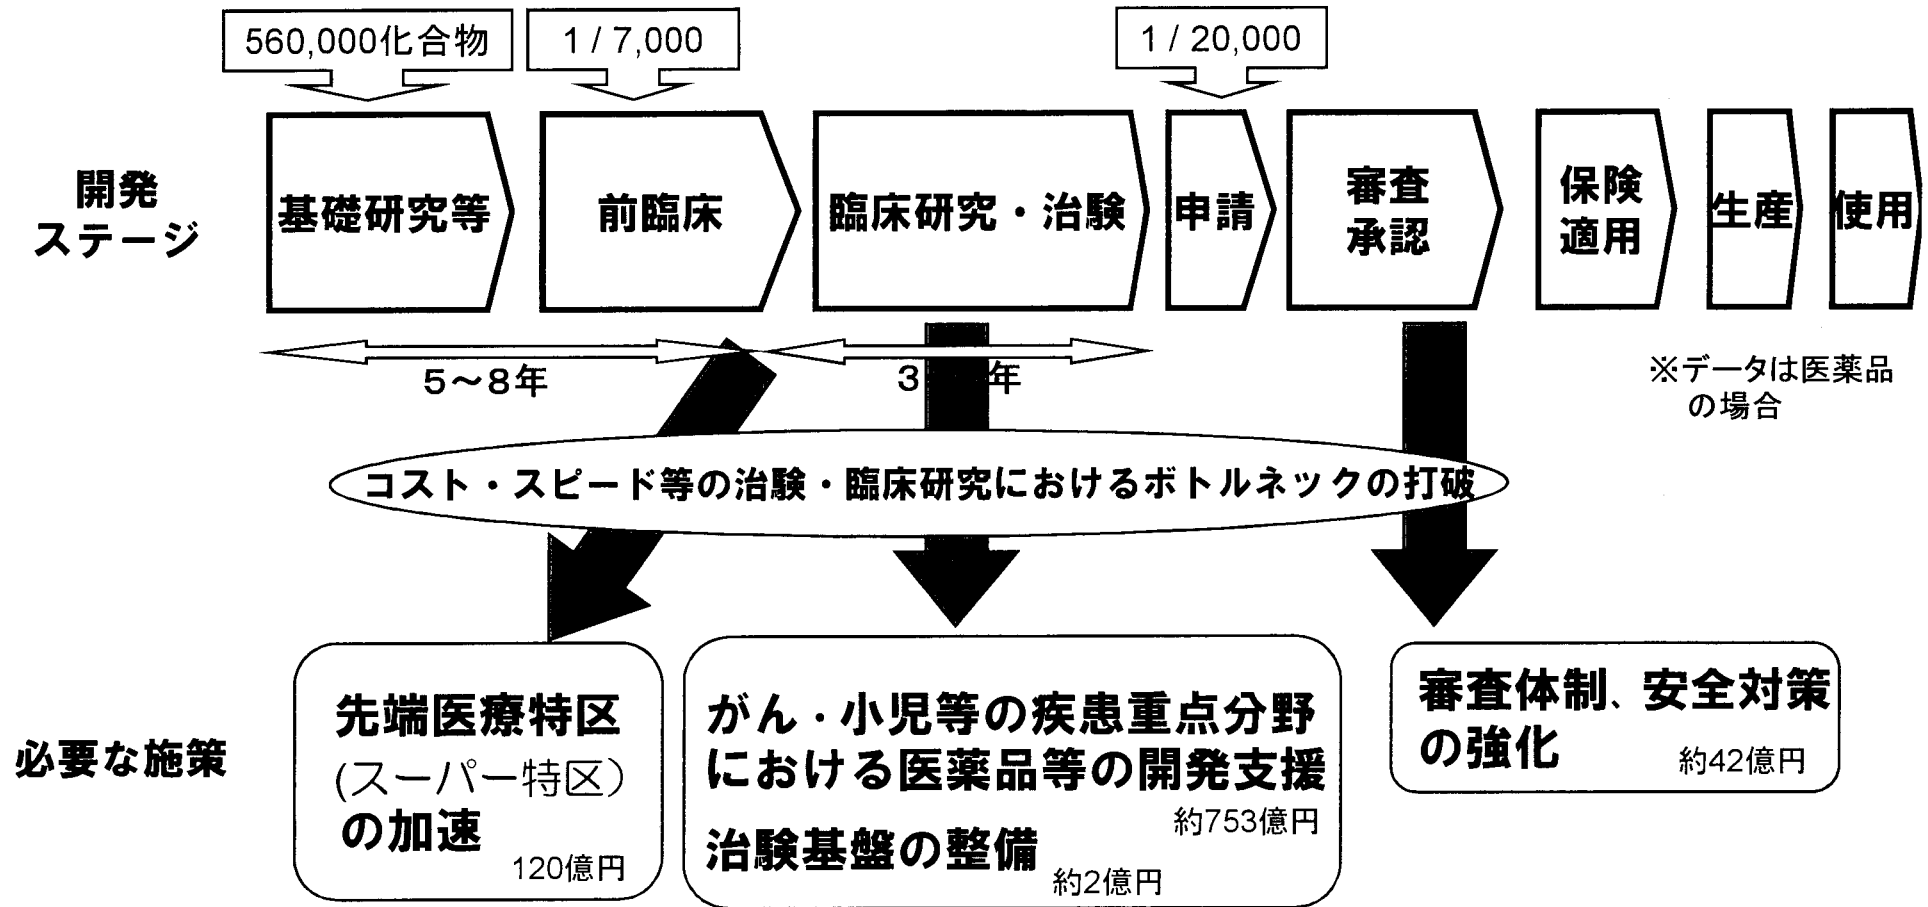 560,000化合物
1 / 7,000
1 / 20,000
開発
ステージ
基礎研究等
前臨床
臨床研究・治験
申請
審査
承認
保険
適用
生産
使用
5～8年
3
年
※データは医薬品
の場合
コスト・スピード等の治験・臨床研究におけるボトルネックの打破
必要な施策
先端医療特区
(スーパー特区)
の加速
120億円
がん・小児等の疾患重点分野
における医薬品等の開発支援
約753億円
治験基盤の整備
約2億円
審査体制、安全対策
の強化
約42億円